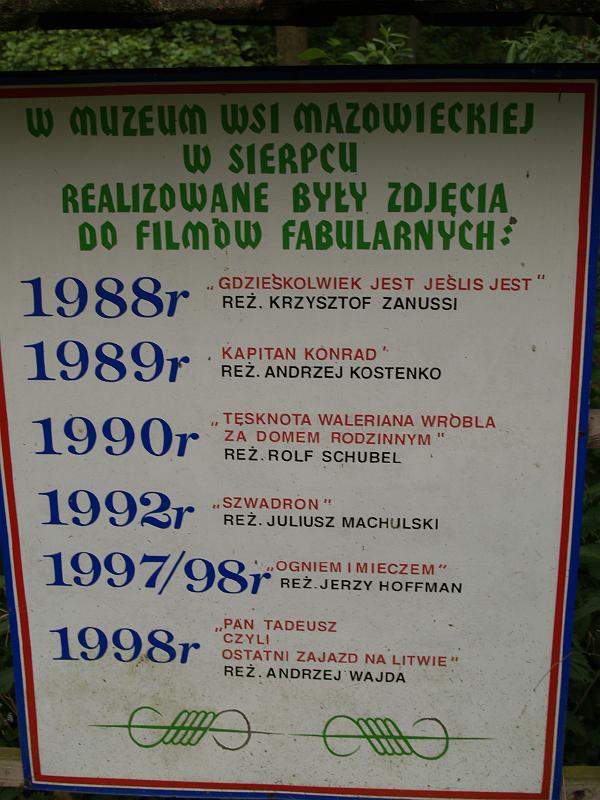 W MUZEUM WSI MAZOWIECKIEJ
W SIERPCU
REALIZOWANE BYŁY ZDJĘCIA
DO FILMÓW FABULARNYCH:
1988r „GDZIEŚKOLWIEK JEST JEŚLIŚ JEST"
REŻ. KRZYSZTOF ZANUSSI
1989r KAPITAN KONRAD"
REŻ. ANDRZEJ KOSTENKO
1990r „TĘSKNOTA WALERIANA WRÓBLA
ZA DOMEM RODZINNYM"
REŻ. ROLF SCHUBEL
1992r „SZWADRON"
REŻ. JULIUSZ MACHULSKI
1997/98r „OGNIEM I MIECZEM"
REŻ. JERZY HOFFMAN
1998r „PAN TADEUSZ
CZYLI
OSTATNI ZAJAZD NA LITWIE"
REŻ. ANDRZEJ WAJDA